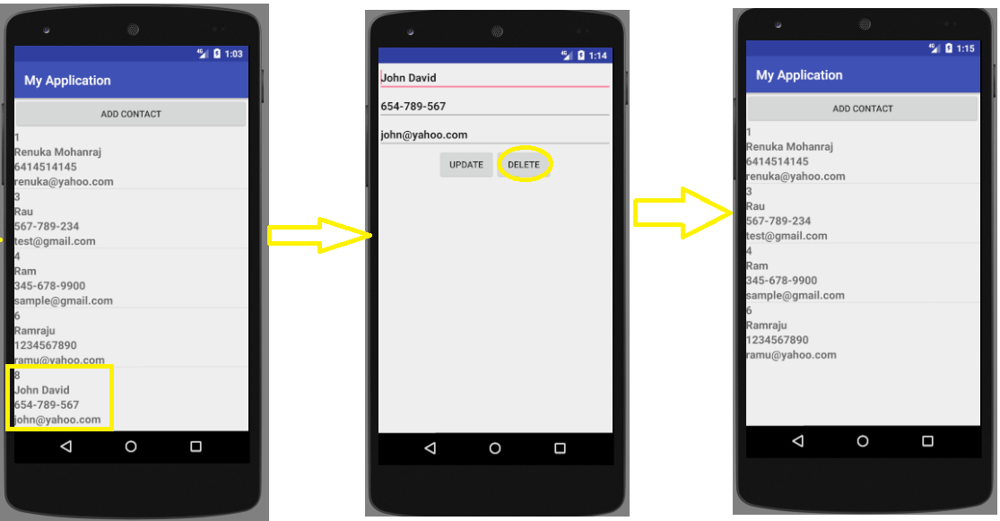 4G 1:03
My Application
ADD CONTACT
1
Renuka Mohanraj
6414514145
renuka@yahoo.com
3
Rau
567-789-234
test@gmail.com
4
Ram
345-678-9900
sample@gmail.com
6
Ramraju
1234567890
ramu@yahoo.com
8
John David
654-789-567
john@yahoo.com
4G 1:14
John David
654-789-567
john@yahoo.com
UPDATE DELETE
4G 1:15
My Application
ADD CONTACT
1
Renuka Mohanraj
6414514145
renuka@yahoo.com
3
Rau
567-789-234
test@gmail.com
4
Ram
345-678-9900
sample@gmail.com
6
Ramraju
1234567890
ramu@yahoo.com